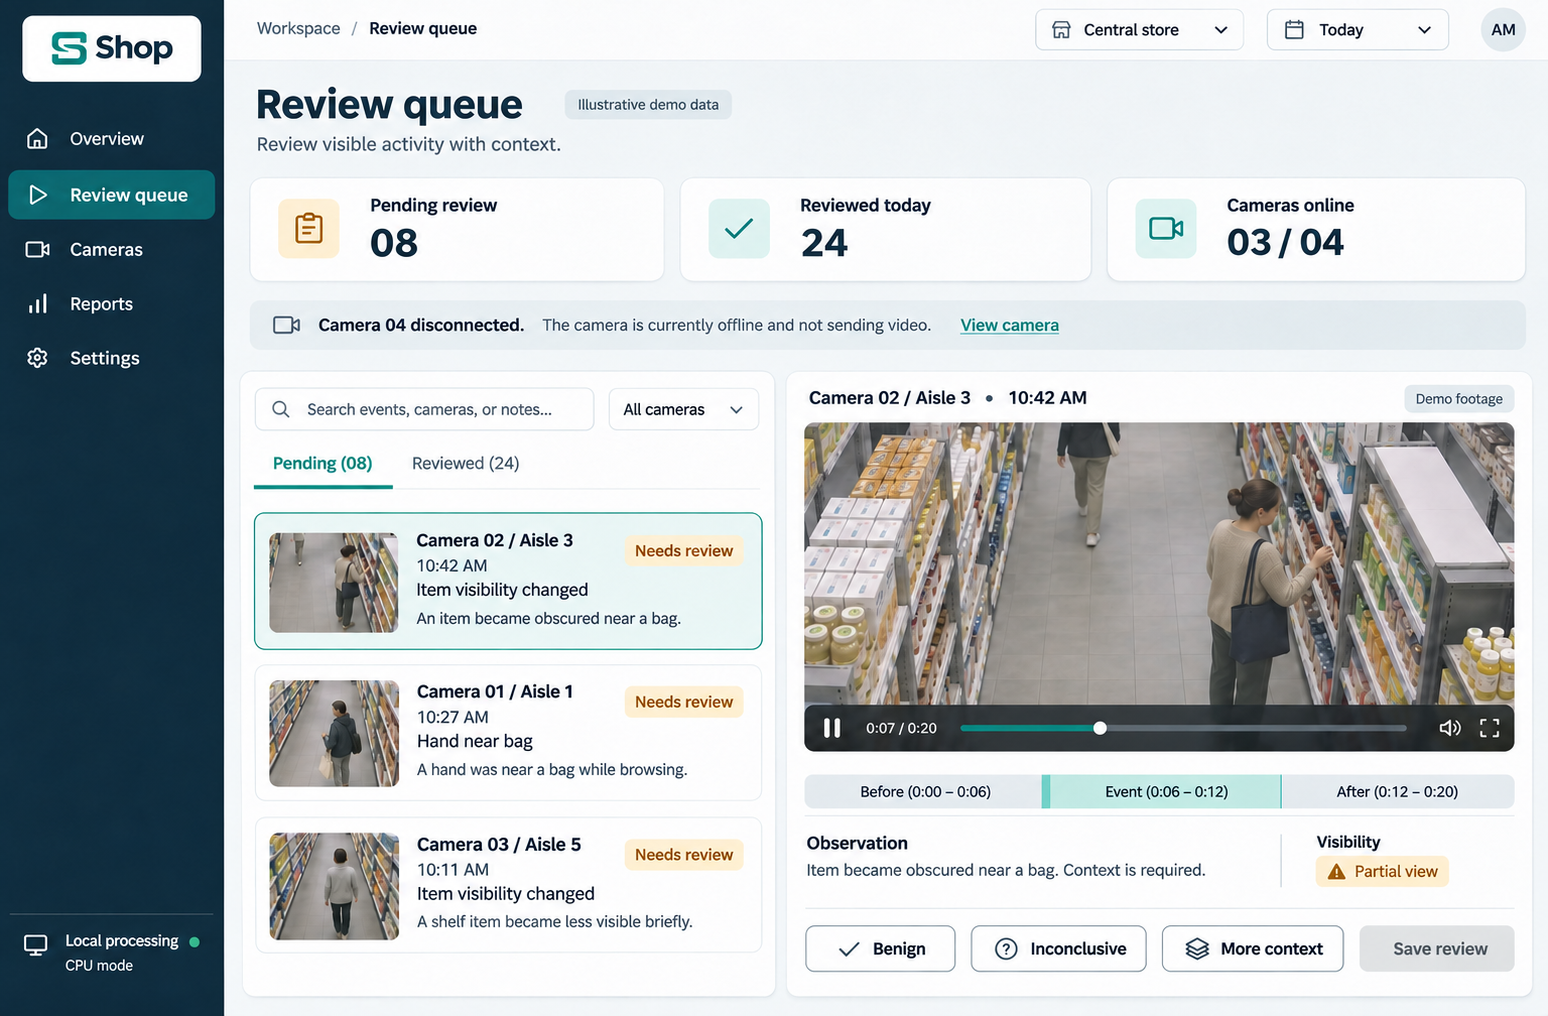 Shop
Overview
Review queue
Cameras
Reports
Settings
Local processing
CPU mode
Workspace / Review queue
Central store
Today
AM
Review queue
Illustrative demo data
Review visible activity with context.
Pending review
08
Reviewed today
24
Cameras online
03 / 04
Camera 04 disconnected. The camera is currently offline and not sending video. View camera
Search events, cameras, or notes...
All cameras
Pending (08)
Reviewed (24)
Camera 02 / Aisle 3
10:42 AM
Item visibility changed
An item became obscured near a bag.
Needs review
Camera 01 / Aisle 1
10:27 AM
Hand near bag
A hand was near a bag while browsing.
Needs review
Camera 03 / Aisle 5
10:11 AM
Item visibility changed
A shelf item became less visible briefly.
Needs review
Camera 02 / Aisle 3 • 10:42 AM
Demo footage
0:07 / 0:20
Before (0:00 – 0:06)
Event (0:06 – 0:12)
After (0:12 – 0:20)
Observation
Item became obscured near a bag. Context is required.
Visibility
Partial view
Benign
Inconclusive
More context
Save review